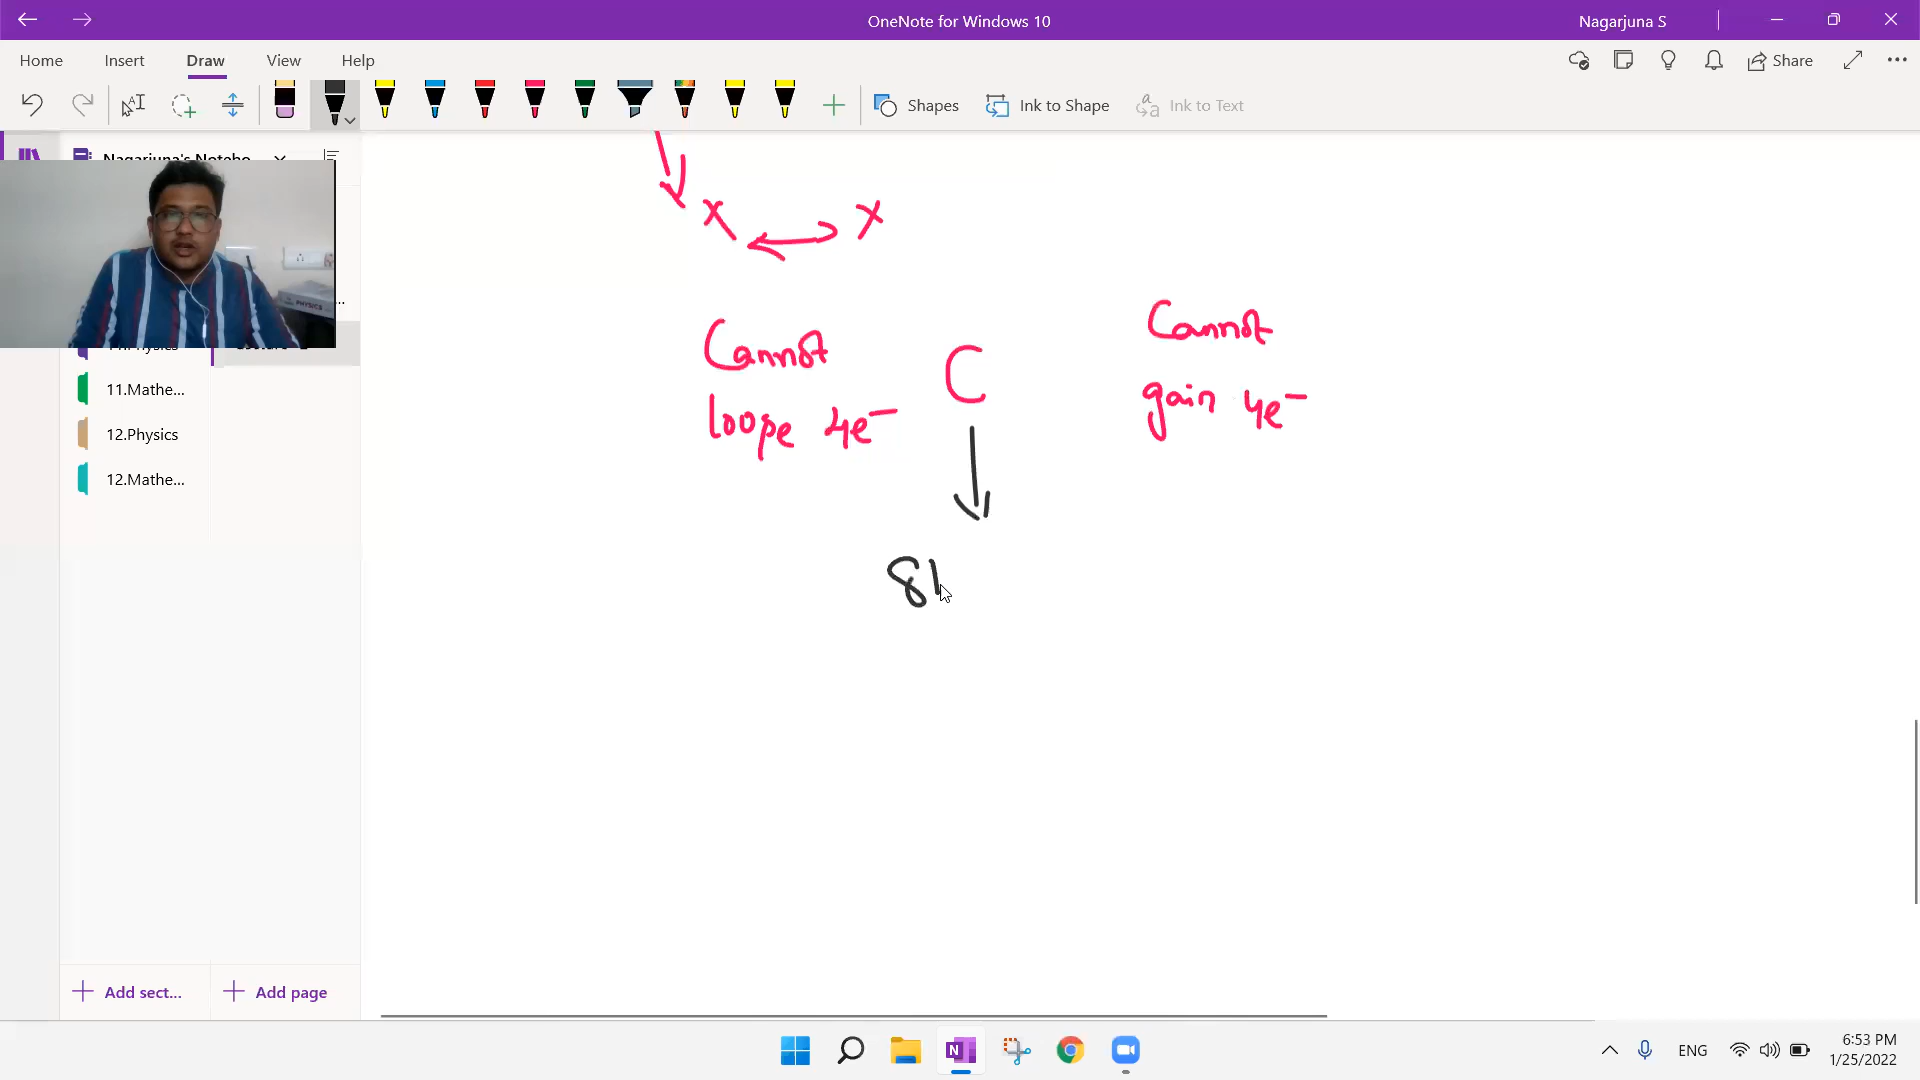 OneNote for Windows 10
Nagarjuna S
Home Insert Draw View Help
Share
Shapes
Ink to Shape
Ink to Text
Nagarjuna's Notebo
X
X
Cannot
loose 4e⁻
C
Cannot
gain 4e⁻
11.Mathe...
12.Physics
12.Mathe...
Add sect...
Add page
ENG
6:53 PM
1/25/2022